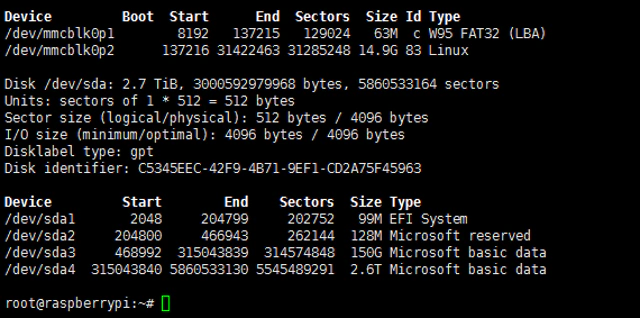 Device Boot Start End Sectors Size Id Type
/dev/mmcblk0p1 8192 137215 129024 63M c W95 FAT32 (LBA)
/dev/mmcblk0p2 137216 31422463 31285248 14.9G 83 Linux
Disk /dev/sda: 2.7 TiB, 3000592979968 bytes, 5860533164 sectors
Units: sectors of 1 * 512 = 512 bytes
Sector size (logical/physical): 512 bytes / 4096 bytes
I/O size (minimum/optimal): 4096 bytes / 4096 bytes
Disklabel type: gpt
Disk identifier: C5345EEC-42F9-4B71-9EF1-CD2A75F45963
Device Start End Sectors Size Type
/dev/sda1 2048 204799 202752 99M EFI System
/dev/sda2 204800 466943 262144 128M Microsoft reserved
/dev/sda3 468992 315043839 314574848 150G Microsoft basic data
/dev/sda4 315043840 5860533130 5545489291 2.6T Microsoft basic data
root@raspberrypi:~#